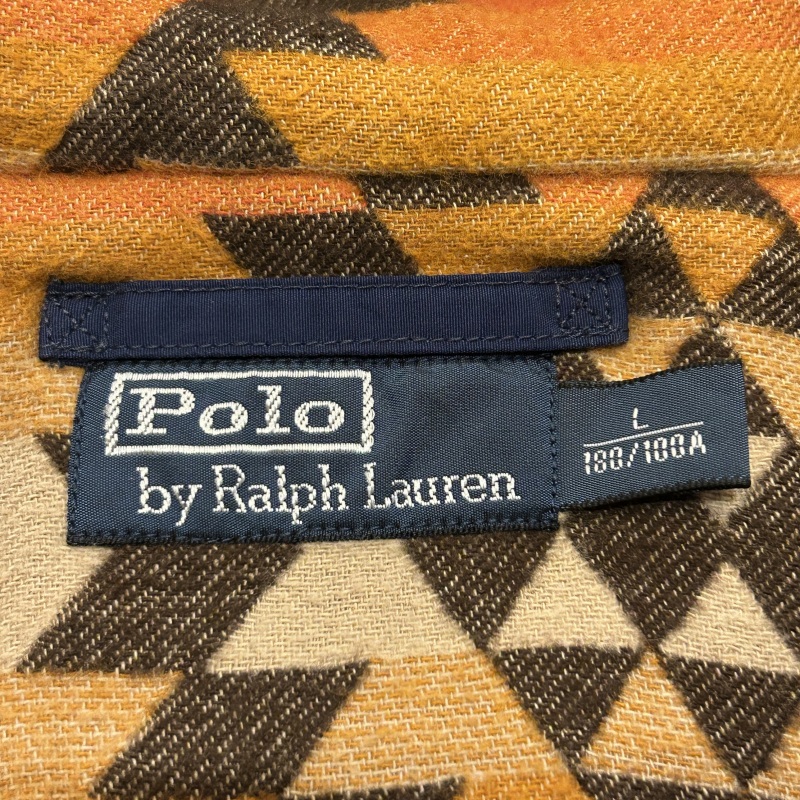 Polo
by Ralph Lauren
L
180/100A